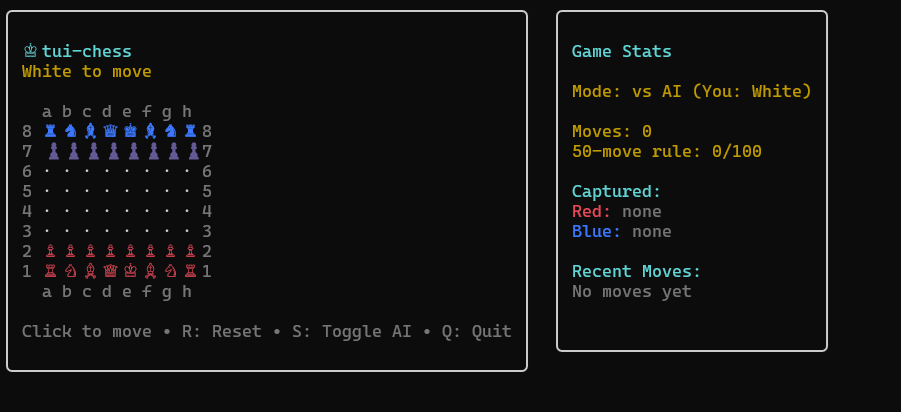 ♔ tui-chess
White to move
a b c d e f g h
8 ♜ ♞ ♝ ♛ ♚ ♝ ♞ ♜ 8
7 ♟ ♟ ♟ ♟ ♟ ♟ ♟ ♟ 7
6 · · · · · · · · 6
5 · · · · · · · · 5
4 · · · · · · · · 4
3 · · · · · · · · 3
2 ♙ ♙ ♙ ♙ ♙ ♙ ♙ ♙ 2
1 ♖ ♘ ♗ ♕ ♔ ♗ ♘ ♖ 1
a b c d e f g h
Click to move • R: Reset • S: Toggle AI • Q: Quit
Game Stats
Mode: vs AI (You: White)
Moves: 0
50-move rule: 0/100
Captured:
Red: none
Blue: none
Recent Moves:
No moves yet